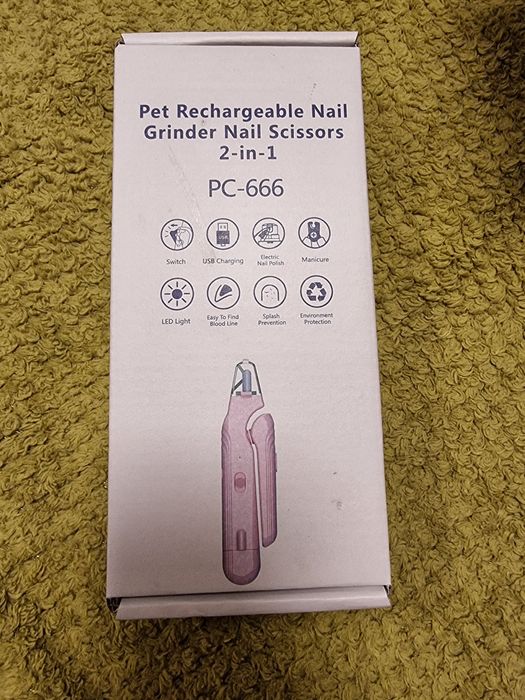 Pet Rechargeable Nail
Grinder Nail Scissors
2-in-1
PC-666
Switch
USB Charging
Electric
Nail Polish
Manicure
LED Light
Easy To Find
Blood Line
Splash
Prevention
Environment
Protection